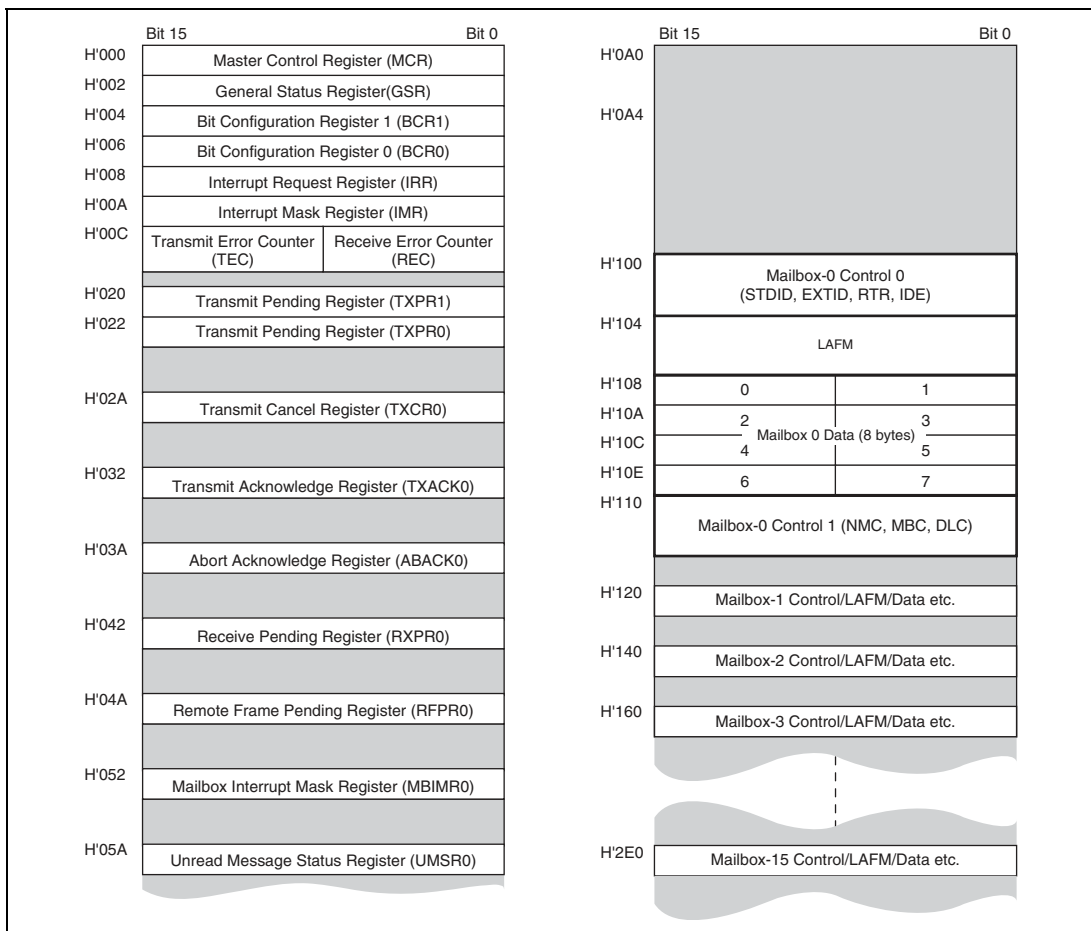 Bit 15 Bit 0
H'000 Master Control Register (MCR)
H'002 General Status Register(GSR)
H'004 Bit Configuration Register 1 (BCR1)
H'006 Bit Configuration Register 0 (BCR0)
H'008 Interrupt Request Register (IRR)
H'00A Interrupt Mask Register (IMR)
H'00C Transmit Error Counter (TEC) Receive Error Counter (REC)
H'020 Transmit Pending Register (TXPR1)
H'022 Transmit Pending Register (TXPR0)
H'02A Transmit Cancel Register (TXCR0)
H'032 Transmit Acknowledge Register (TXACK0)
H'03A Abort Acknowledge Register (ABACK0)
H'042 Receive Pending Register (RXPR0)
H'04A Remote Frame Pending Register (RFPR0)
H'052 Mailbox Interrupt Mask Register (MBIMR0)
H'05A Unread Message Status Register (UMSR0)
Bit 15 Bit 0
H'0A0
H'0A4
H'100 Mailbox-0 Control 0
(STDID, EXTID, RTR, IDE)
H'104 LAFM
H'108 0 1
H'10A 2 3
Mailbox 0 Data (8 bytes)
H'10C 4 5
H'10E 6 7
H'110 Mailbox-0 Control 1 (NMC, MBC, DLC)
H'120 Mailbox-1 Control/LAFM/Data etc.
H'140 Mailbox-2 Control/LAFM/Data etc.
H'160 Mailbox-3 Control/LAFM/Data etc.
H'2E0 Mailbox-15 Control/LAFM/Data etc.